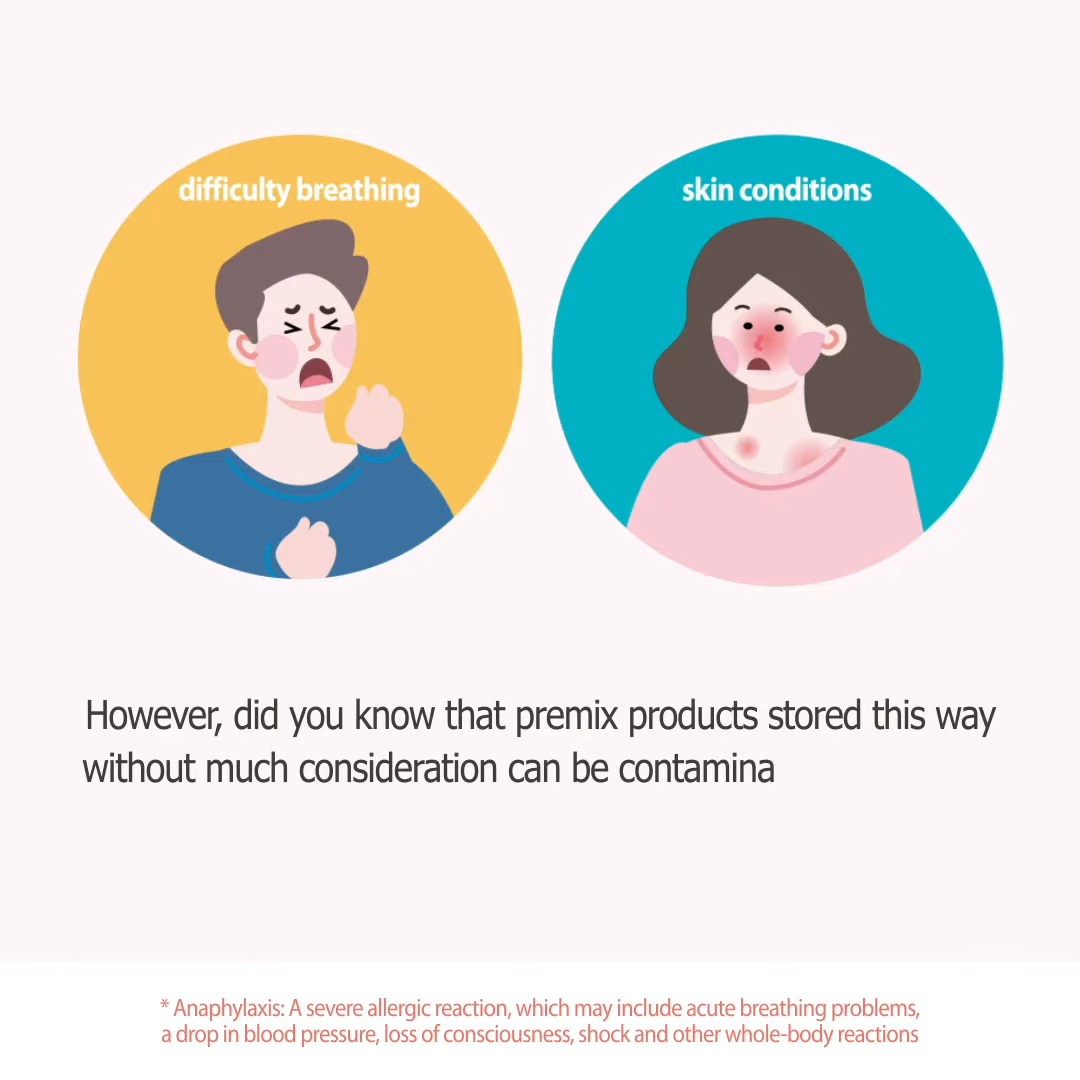 difficulty breathing
skin conditions
However, did you know that premix products stored this way
without much consideration can be contamina
* Anaphylaxis: A severe allergic reaction, which may include acute breathing problems,
a drop in blood pressure, loss of consciousness, shock and other whole-body reactions